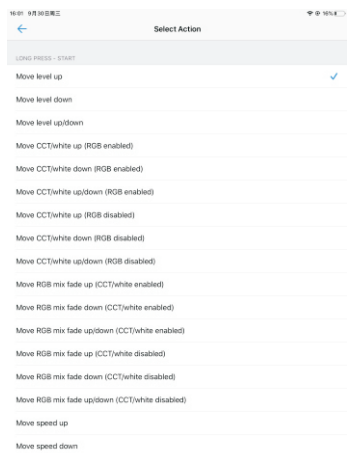 16:01 9月30日周三
16%
Select Action
LONG PRESS - START
Move level up
Move level down
Move level up/down
Move CCT/white up (RGB enabled)
Move CCT/white down (RGB enabled)
Move CCT/white up/down (RGB enabled)
Move CCT/white up (RGB disabled)
Move CCT/white down (RGB disabled)
Move CCT/white up/down (RGB disabled)
Move RGB mix fade up (CCT/white enabled)
Move RGB mix fade down (CCT/white enabled)
Move RGB mix fade up/down (CCT/white enabled)
Move RGB mix fade up (CCT/white disabled)
Move RGB mix fade down (CCT/white disabled)
Move RGB mix fade up/down (CCT/white disabled)
Move speed up
Move speed down